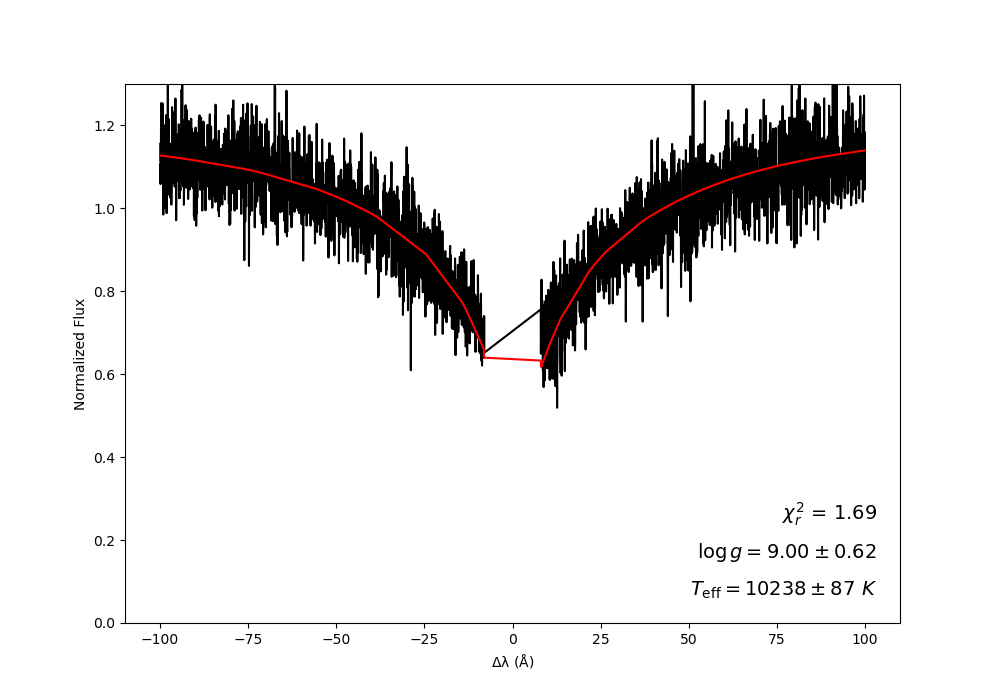 1.2
1.0
0.8
0.6
0.4
0.2
0.0
Normalized Flux
χ²ᵣ = 1.69
log g = 9.00 ± 0.62
T_eff = 10238 ± 87 K
−100 −75 −50 −25 0 25 50 75 100
Δλ (Å)